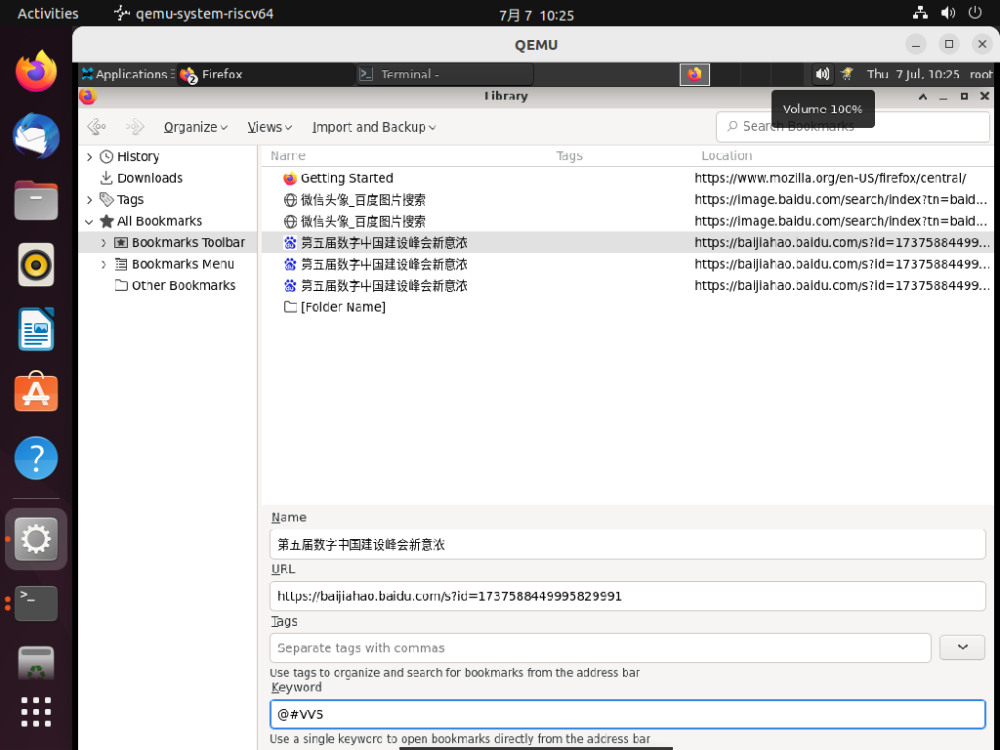 Activities qemu-system-riscv64 7月 7 10:25
QEMU
Applications 2 Firefox Terminal - Thu 7 Jul, 10:25 root
Library
Volume 100%
Organize Views Import and Backup Search Bookmarks
Name Tags Location
History
Downloads
Tags
All Bookmarks
Bookmarks Toolbar
Bookmarks Menu
Other Bookmarks
Getting Started https://www.mozilla.org/en-US/firefox/central/
微信头像_百度图片搜索 https://image.baidu.com/search/index?tn=baid...
微信头像_百度图片搜索 https://image.baidu.com/search/index?tn=baid...
第五届数字中国建设峰会新意浓 https://baijiahao.baidu.com/s?id=17375884499...
第五届数字中国建设峰会新意浓 https://baijiahao.baidu.com/s?id=17375884499...
第五届数字中国建设峰会新意浓 https://baijiahao.baidu.com/s?id=17375884499...
[Folder Name]
Name
第五届数字中国建设峰会新意浓
URL
https://baijiahao.baidu.com/s?id=1737588449995829991
Tags
Separate tags with commas
Use tags to organize and search for bookmarks from the address bar
Keyword
@#VVS
Use a single keyword to open bookmarks directly from the address bar